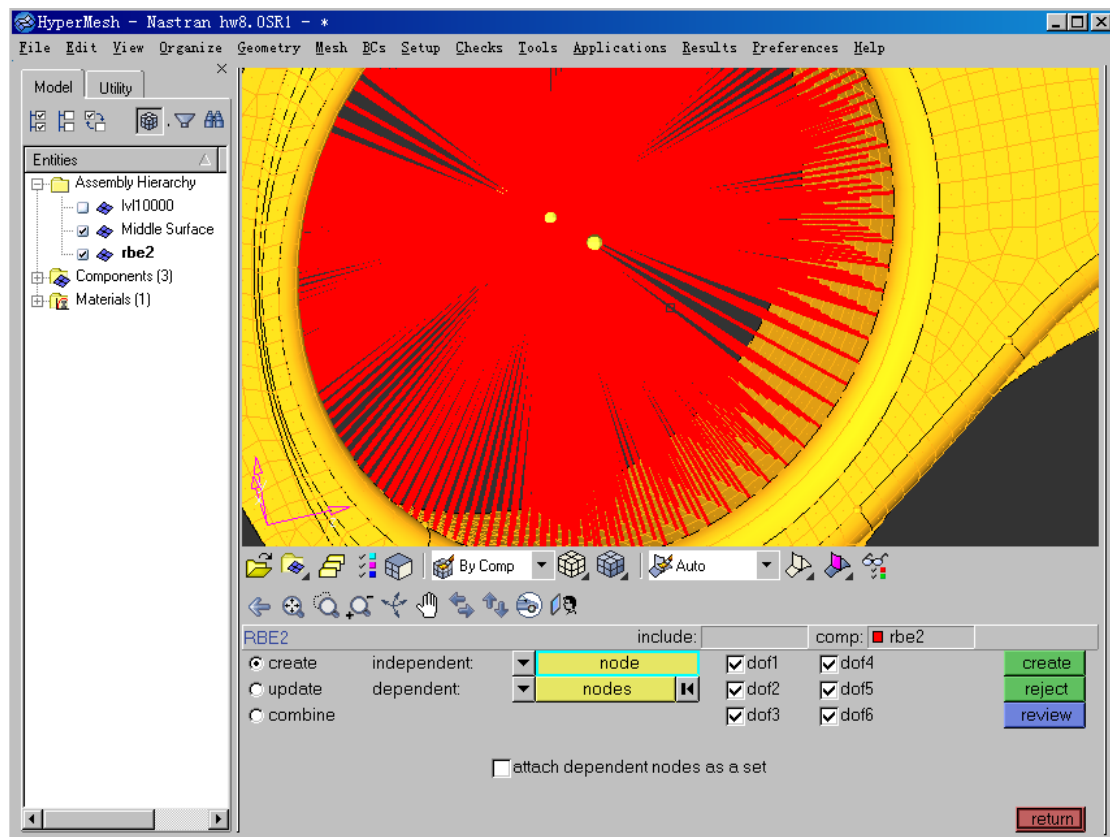 HyperMesh - Nastran hw8.0SR1 - *
File Edit View Organize Geometry Mesh BCs Setup Checks Tools Applications Results Preferences Help
Model Utility
Entities
Assembly Hierarchy
lvl10000
Middle Surface
rbe2
Components (3)
Materials (1)
By Comp Auto
RBE2 include: comp: rbe2
create independent: node dof1 dof4 create
update dependent: nodes dof2 dof5 reject
combine dof3 dof6 review
attach dependent nodes as a set
return